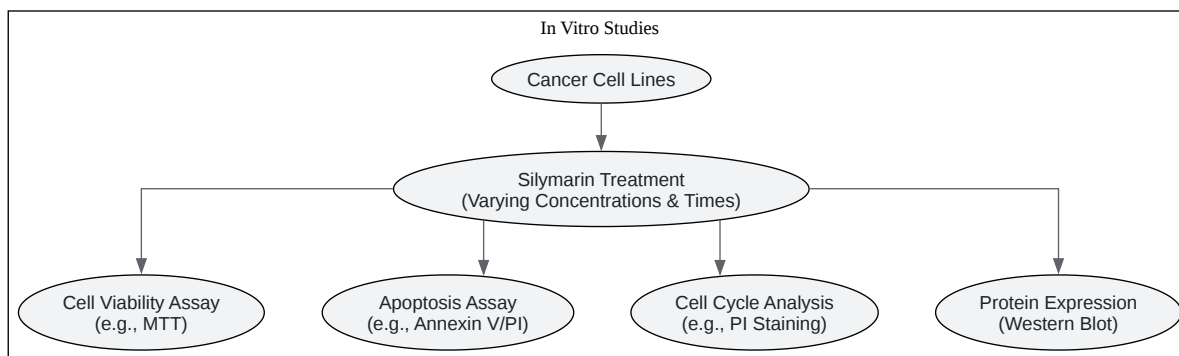 In Vitro Studies
Cancer Cell Lines
Silymarin Treatment
(Varying Concentrations & Times)
Cell Viability Assay
(e.g., MTT)
Apoptosis Assay
(e.g., Annexin V/PI)
Cell Cycle Analysis
(e.g., PI Staining)
Protein Expression
(Western Blot)